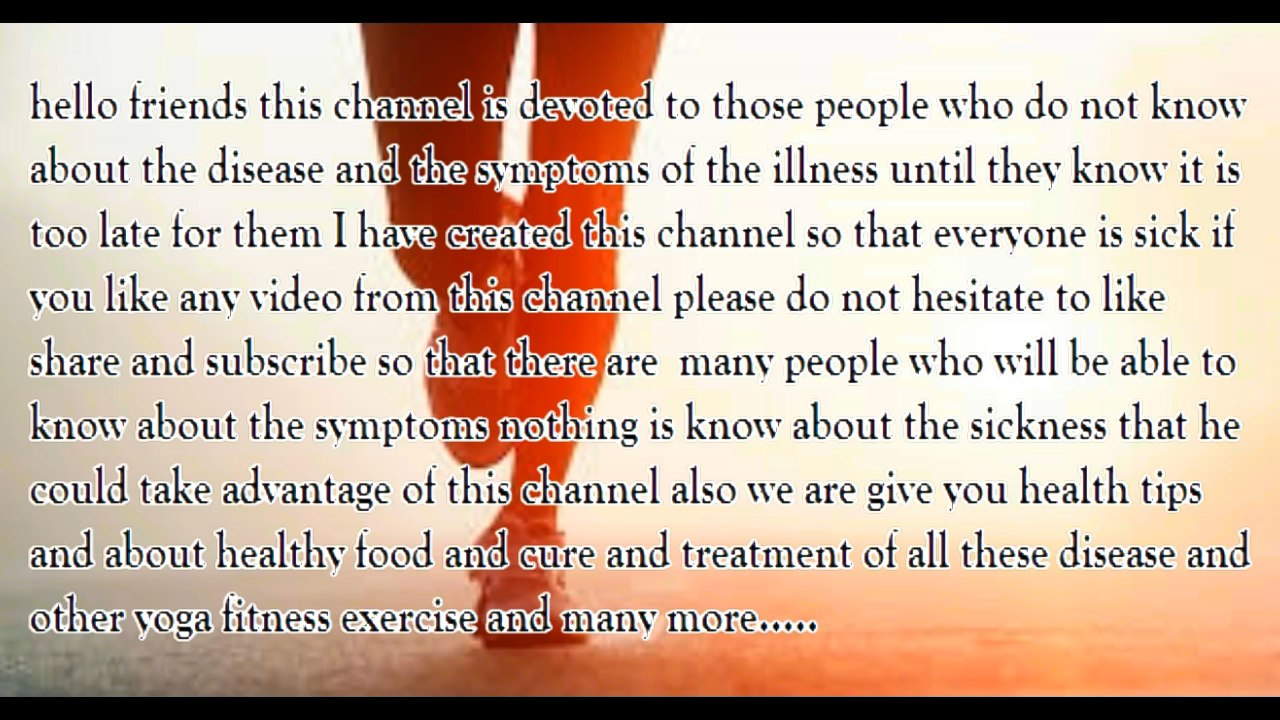 hello friends this channel is devoted to those people who do not know
about the disease and the symptoms of the illness until they know it is
too late for them I have created this channel so that everyone is sick if
you like any video from this channel please do not hesitate to like
share and subscribe so that there are many people who will be able to
know about the symptoms nothing is know about the sickness that he
could take advantage of this channel also we are give you health tips
and about healthy food and cure and treatment of all these disease and
other yoga fitness exercise and many more.....